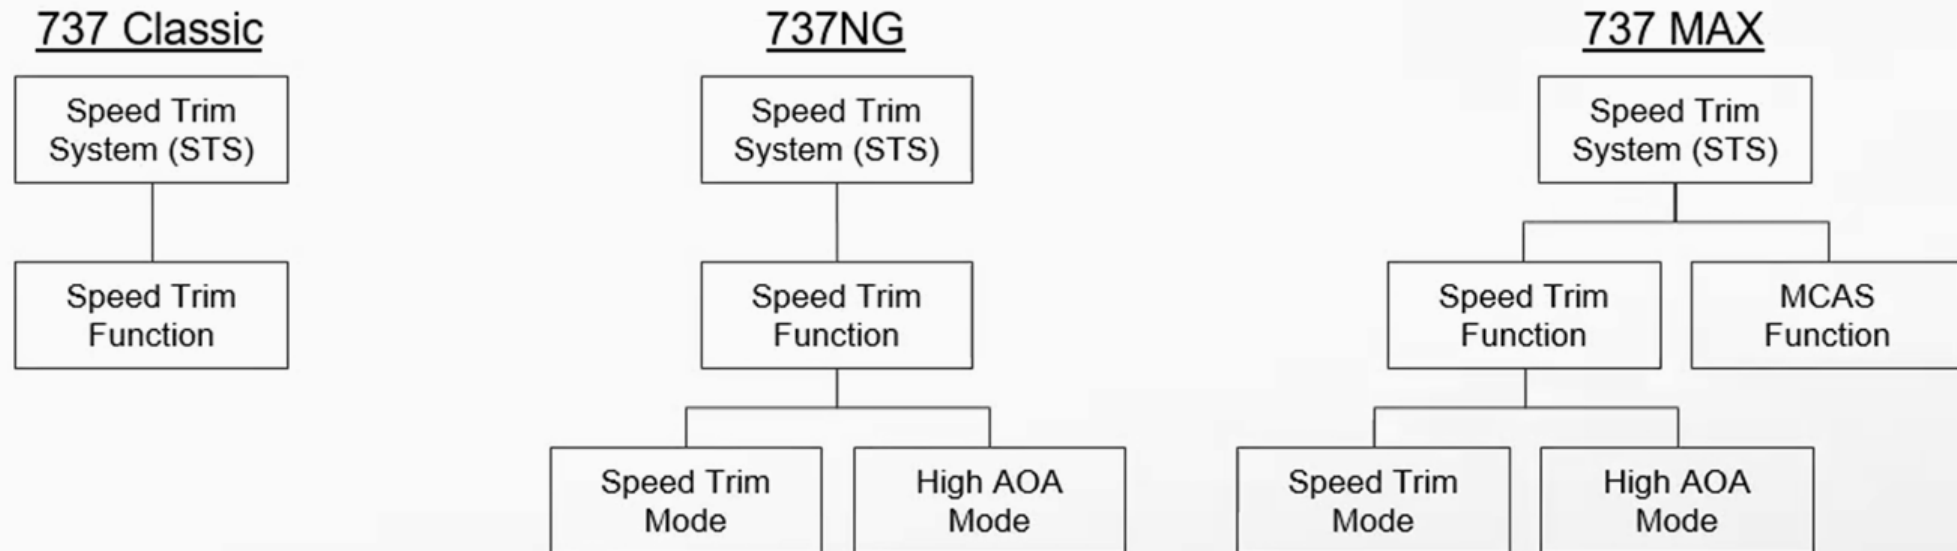 737 Classic
Speed Trim
System (STS)
Speed Trim
Function
737NG
Speed Trim
System (STS)
Speed Trim
Function
Speed Trim
Mode
High AOA
Mode
737 MAX
Speed Trim
System (STS)
Speed Trim
Function
MCAS
Function
Speed Trim
Mode
High AOA
Mode